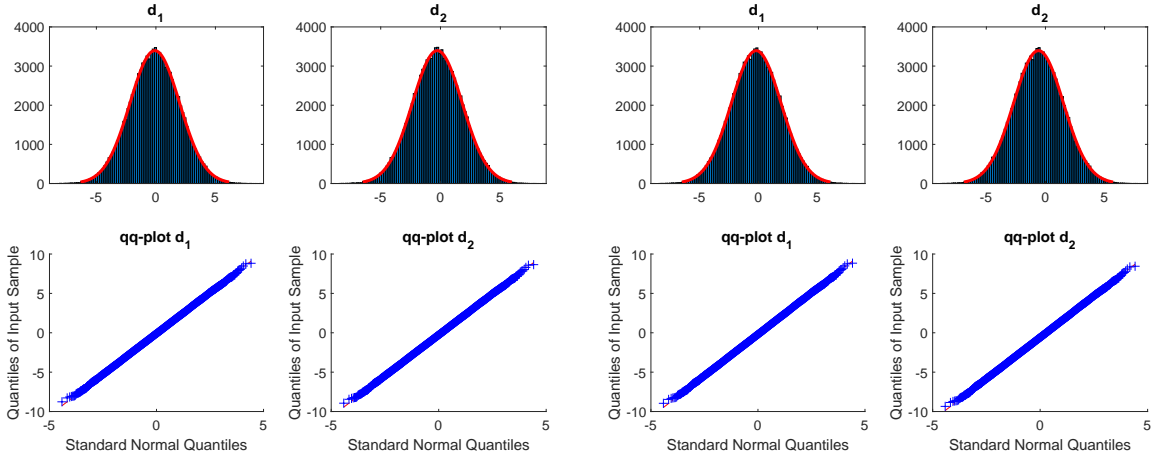 d1 d2 d1 d2
4000 4000 4000 4000
3000 3000 3000 3000
2000 2000 2000 2000
1000 1000 1000 1000
0 0 0 0
-5 0 5 -5 0 5 -5 0 5 -5 0 5
qq-plot d1 qq-plot d2 qq-plot d1 qq-plot d2
Quantiles of Input Sample Quantiles of Input Sample Quantiles of Input Sample Quantiles of Input Sample
10 10 10 10
5 5 5 5
0 0 0 0
-5 -5 -5 -5
-10 -10 -10 -10
-5 0 5 -5 0 5 -5 0 5 -5 0 5
Standard Normal Quantiles Standard Normal Quantiles Standard Normal Quantiles Standard Normal Quantiles